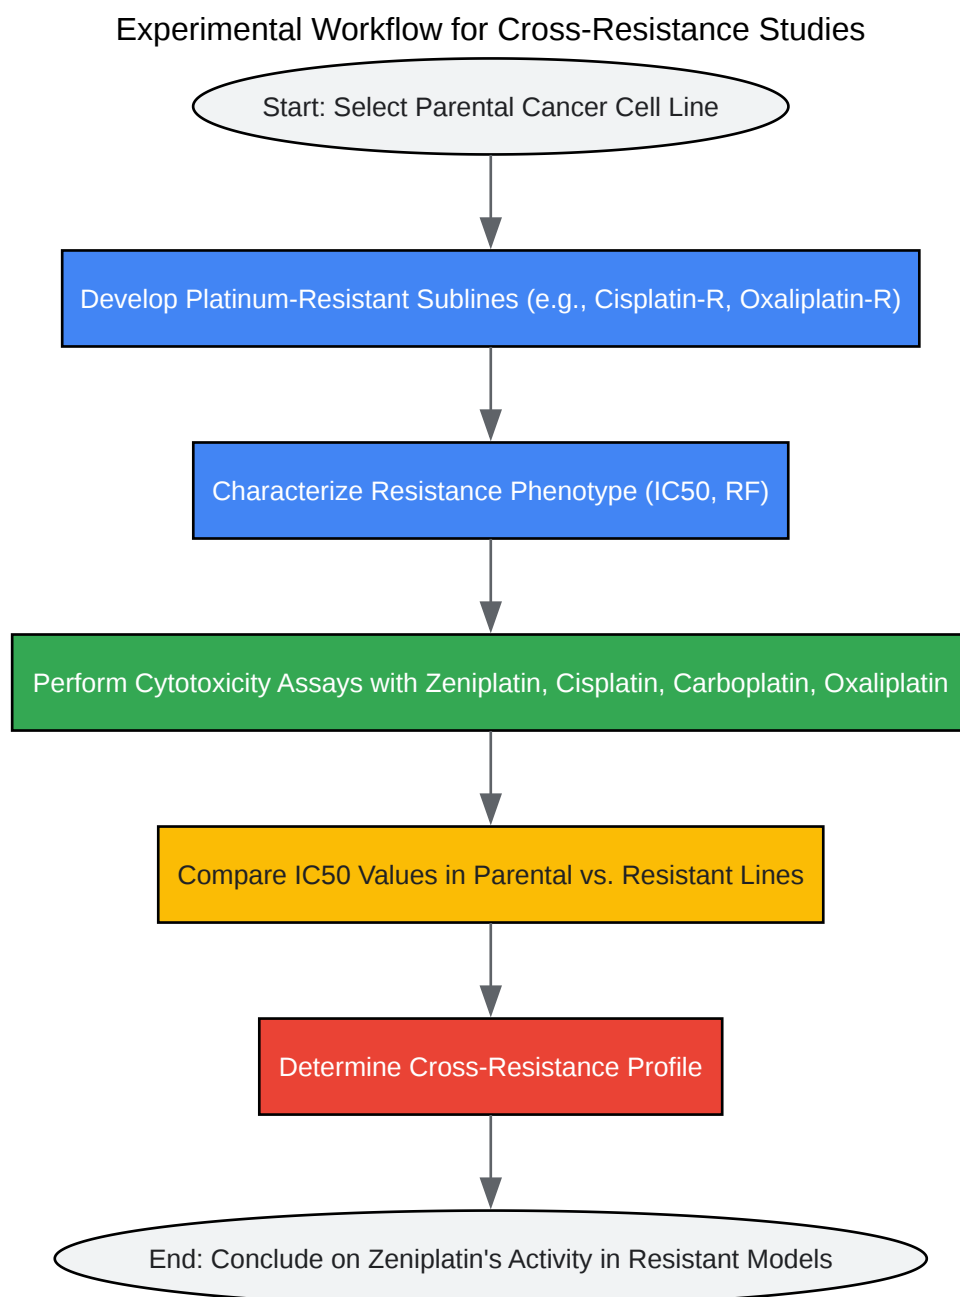 Experimental Workflow for Cross-Resistance Studies
Start: Select Parental Cancer Cell Line
Develop Platinum-Resistant Sublines (e.g., Cisplatin-R, Oxaliplatin-R)
Characterize Resistance Phenotype (IC50, RF)
Perform Cytotoxicity Assays with Zeniplatin, Cisplatin, Carboplatin, Oxaliplatin
Compare IC50 Values in Parental vs. Resistant Lines
Determine Cross-Resistance Profile
End: Conclude on Zeniplatin's Activity in Resistant Models